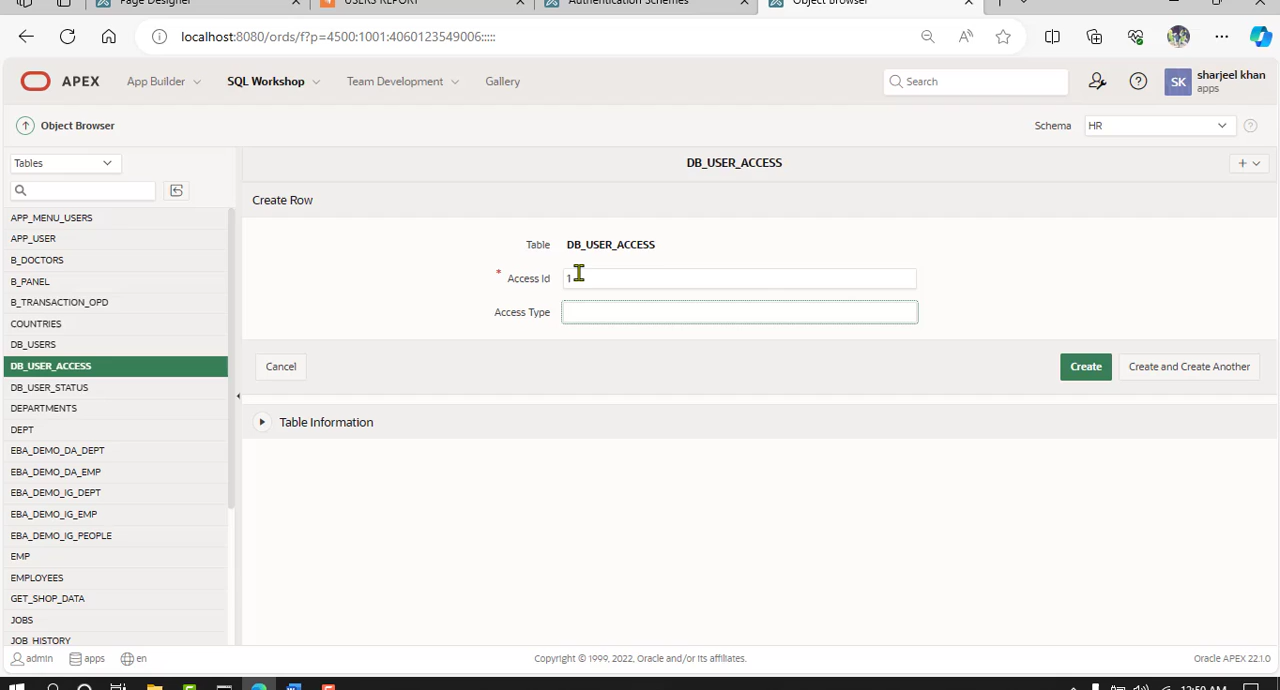 Page Designer
USERS REPORT
Authentication Schemes
Object Browser
localhost:8080/ords/f?p=4500:1001:4060123549006:::::
APEX
App Builder
SQL Workshop
Team Development
Gallery
Search
SK
sharjeel khan
apps
Object Browser
Schema
HR
Tables
DB_USER_ACCESS
Create Row
APP_MENU_USERS
APP_USER
B_DOCTORS
B_PANEL
B_TRANSACTION_OPD
COUNTRIES
DB_USERS
DB_USER_ACCESS
DB_USER_STATUS
DEPARTMENTS
DEPT
EBA_DEMO_DA_DEPT
EBA_DEMO_DA_EMP
EBA_DEMO_IG_DEPT
EBA_DEMO_IG_EMP
EBA_DEMO_IG_PEOPLE
EMP
EMPLOYEES
GET_SHOP_DATA
JOBS
JOB_HISTORY
Table DB_USER_ACCESS
* Access Id 1
Access Type
Cancel
Create
Create and Create Another
Table Information
admin
apps
en
Copyright © 1999, 2022, Oracle and/or its affiliates.
Oracle APEX 22.1.0
12:50 AM